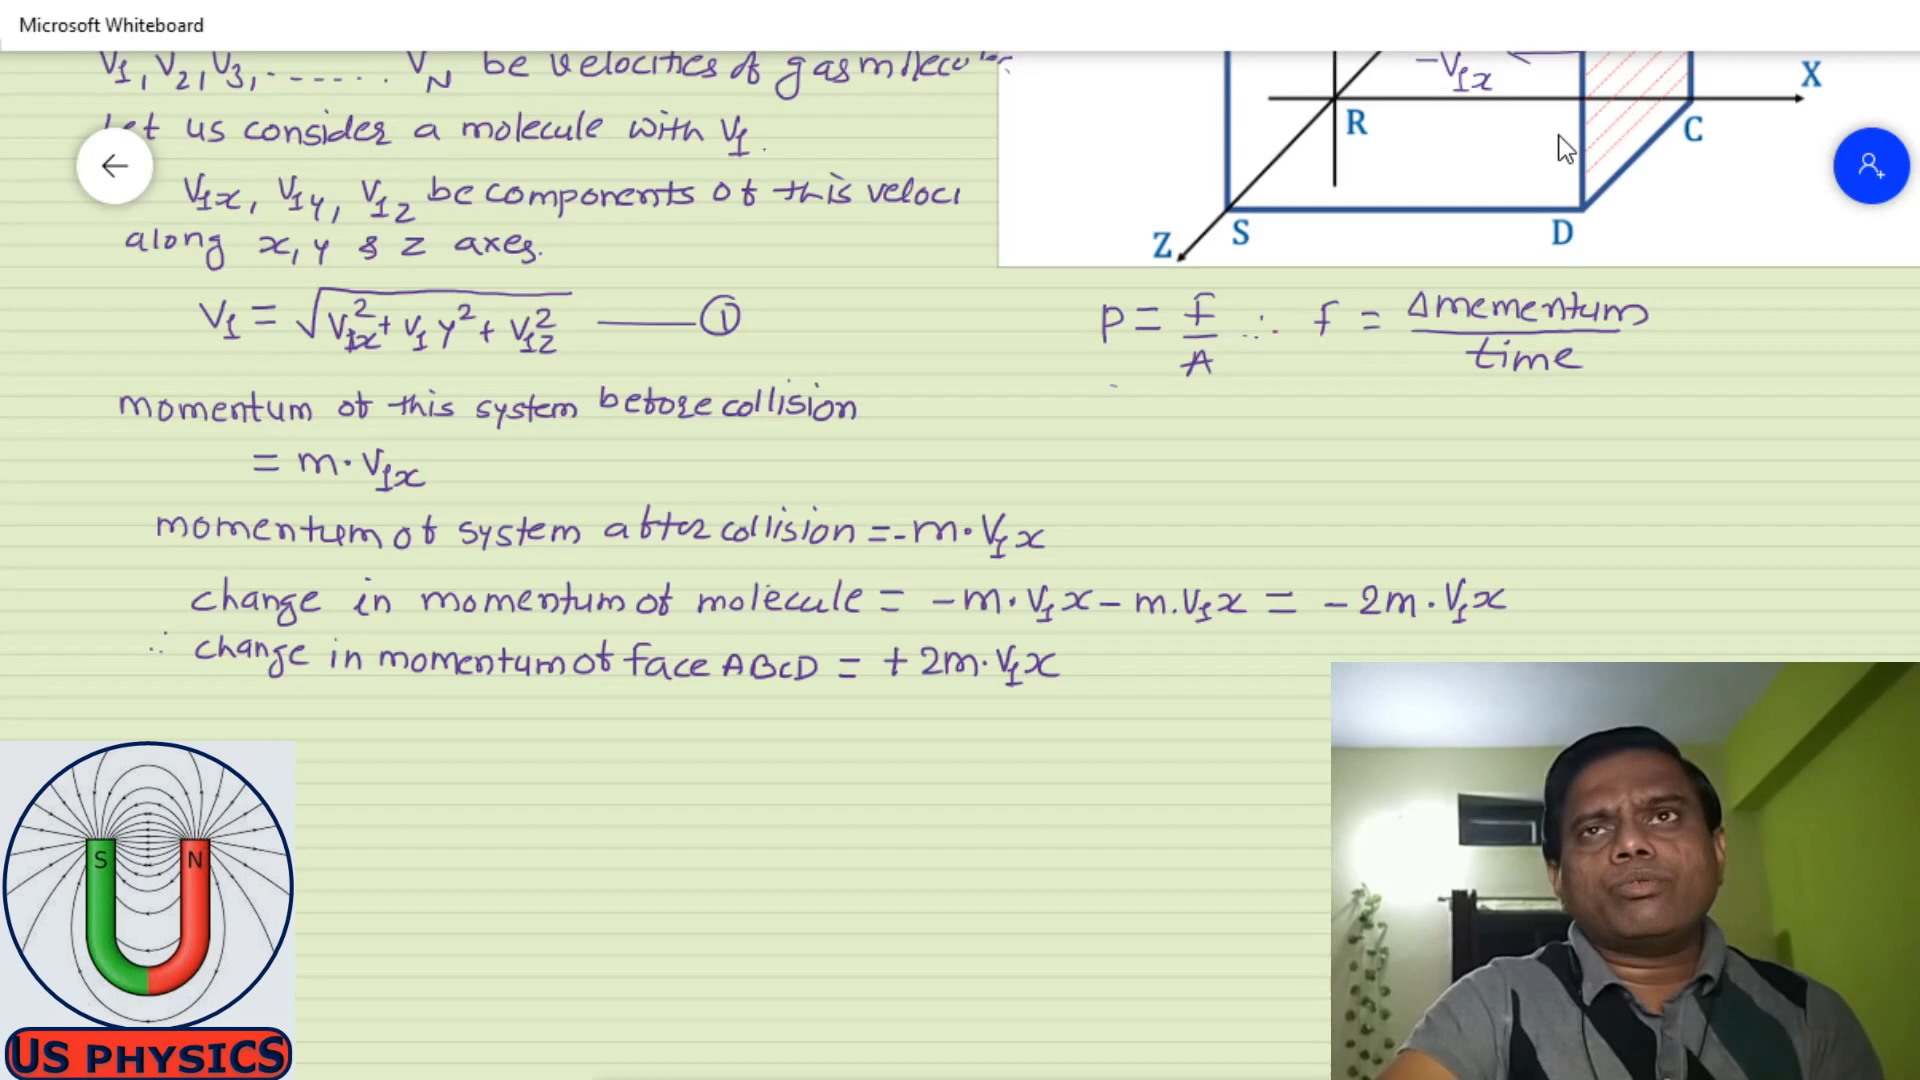 Microsoft Whiteboard
V1, V2, V3, ....... VN be velocities of gas
Let us consider a molecule with V1.
V1x, V1y, V1z be components of this veloci
along x, y & z axes.
V1 = √V1x² + V1y² + V1z² —— ①
momentum of this system before collision
= m·V1x
momentum of system after collision = -m·V1x
change in momentum of molecule = -m·V1x - m.V1x = -2m·V1x
∴ change in momentum of face ABCD = +2m·V1x
-V1x
X
R
C
S
D
Z
P = F/A ∴ F = Δmementum/time
S N
US PHYSICS